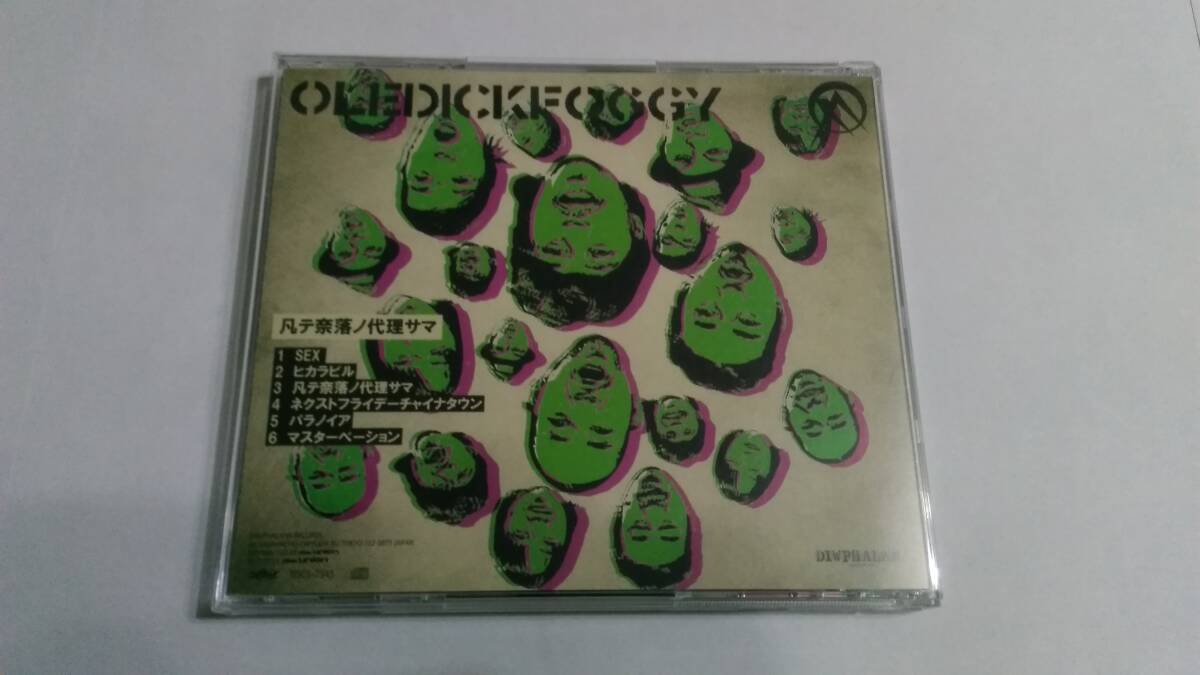 OLEDICKFOGGY
凡テ奈落ノ代理サマ
1 SEX
2 ヒカラビル
3 凡テ奈落ノ代理サマ
4 ネクストフライデーチャイナタウン
5 パラノイア
6 マスターベーション
DIWPHALANX